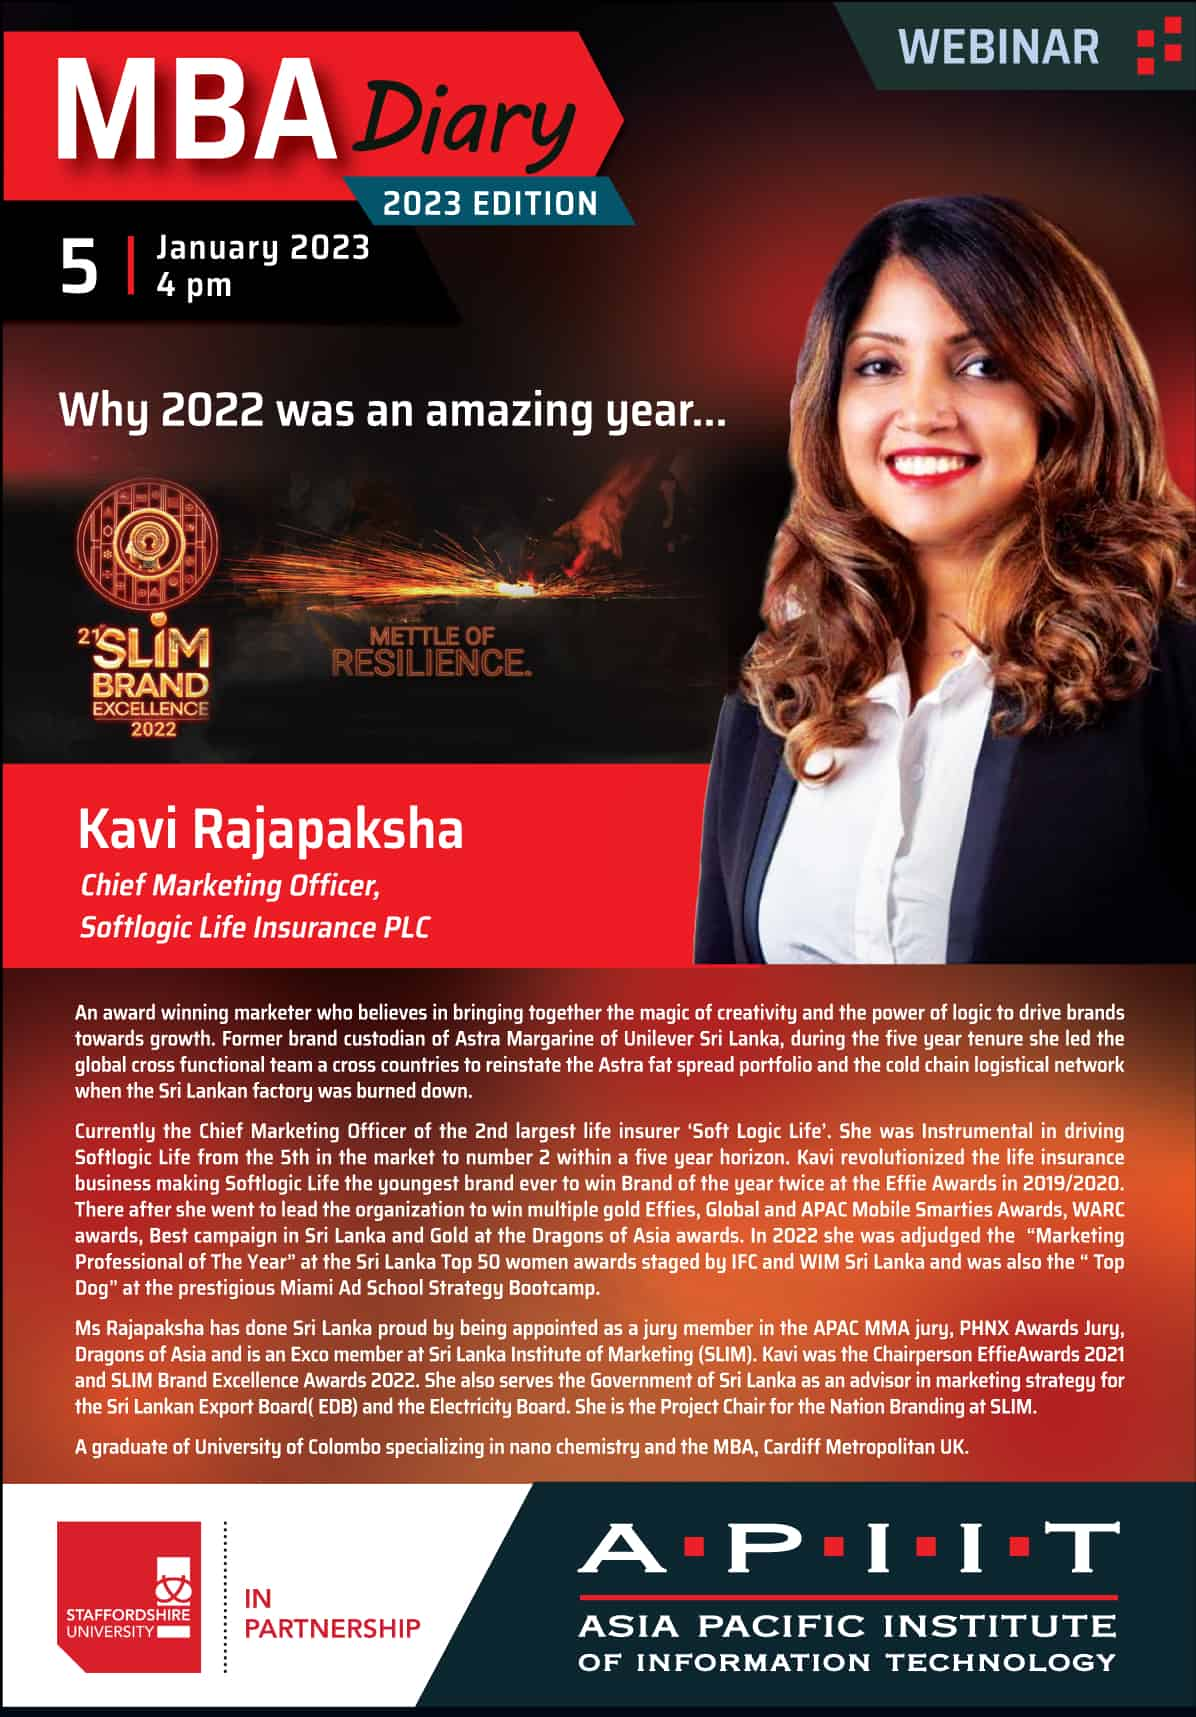 WEBINAR
MBA Diary
2023 EDITION
5
January 2023
4 pm
Why 2022 was an amazing year...
21st SLIM
BRAND
EXCELLENCE
2022
METTLE OF
RESILIENCE.
Kavi Rajapaksha
Chief Marketing Officer,
Softlogic Life Insurance PLC
An award winning marketer who believes in bringing together the magic of creativity and the power of logic to drive brands
towards growth. Former brand custodian of Astra Margarine of Unilever Sri Lanka, during the five year tenure she led the
global cross functional team a cross countries to reinstate the Astra fat spread portfolio and the cold chain logistical network
when the Sri Lankan factory was burned down.
Currently the Chief Marketing Officer of the 2nd largest life insurer ‘Soft Logic Life’. She was Instrumental in driving
Softlogic Life from the 5th in the market to number 2 within a five year horizon. Kavi revolutionized the life insurance
business making Softlogic Life the youngest brand ever to win Brand of the year twice at the Effie Awards in 2019/2020.
There after she went to lead the organization to win multiple gold Effies, Global and APAC Mobile Smarties Awards, WARC
awards, Best campaign in Sri Lanka and Gold at the Dragons of Asia awards. In 2022 she was adjudged the “Marketing
Professional of The Year” at the Sri Lanka Top 50 women awards staged by IFC and WIM Sri Lanka and was also the “ Top
Dog” at the prestigious Miami Ad School Strategy Bootcamp.
Ms Rajapaksha has done Sri Lanka proud by being appointed as a jury member in the APAC MMA jury, PHNX Awards Jury,
Dragons of Asia and is an Exco member at Sri Lanka Institute of Marketing (SLIM). Kavi was the Chairperson EffieAwards 2021
and SLIM Brand Excellence Awards 2022. She also serves the Government of Sri Lanka as an advisor in marketing strategy for
the Sri Lankan Export Board( EDB) and the Electricity Board. She is the Project Chair for the Nation Branding at SLIM.
A graduate of University of Colombo specializing in nano chemistry and the MBA, Cardiff Metropolitan UK.
STAFFORDSHIRE
UNIVERSITY
IN
PARTNERSHIP
A·P·I·I·T
ASIA PACIFIC INSTITUTE
OF INFORMATION TECHNOLOGY